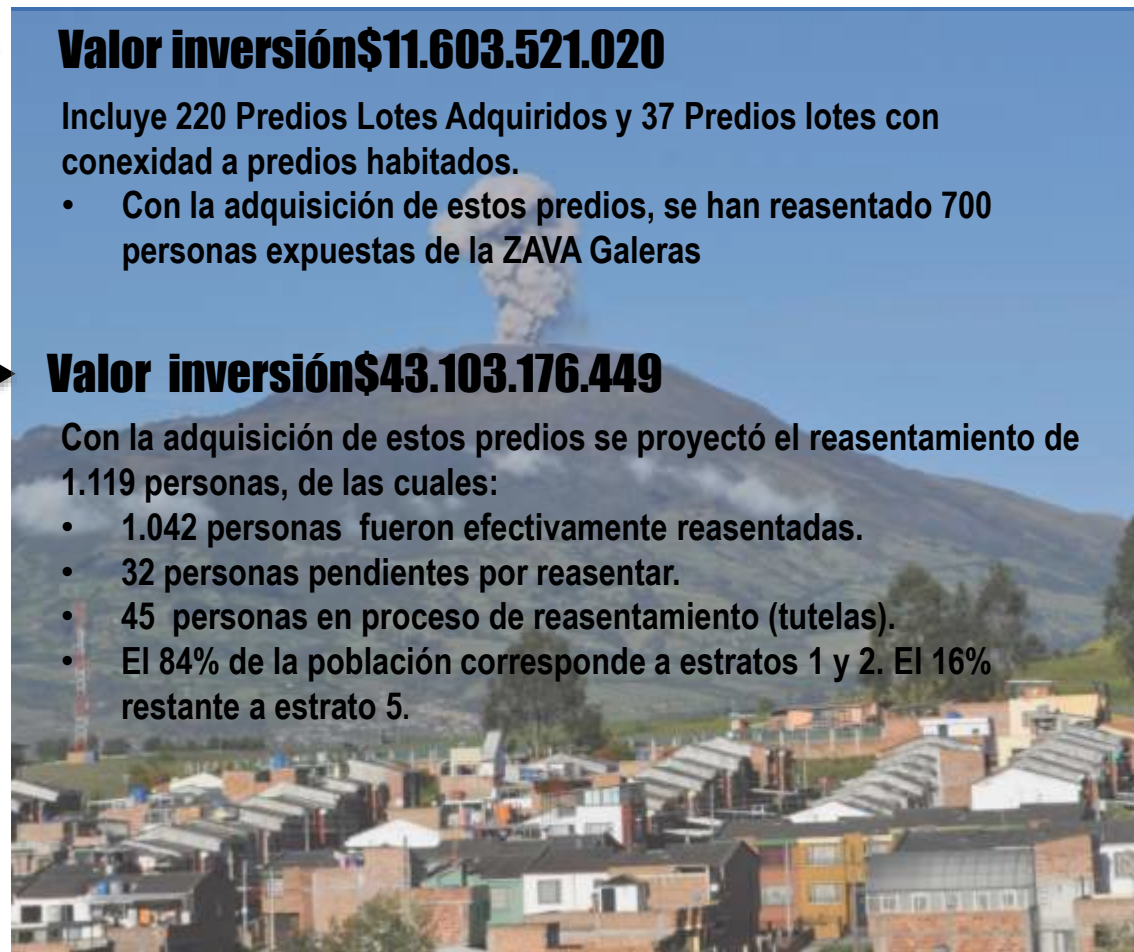 Valor inversión$11.603.521.020
Incluye 220 Predios Lotes Adquiridos y 37 Predios lotes con
conexidad a predios habitados.
• Con la adquisición de estos predios, se han reasentado 700
personas expuestas de la ZAVA Galeras
Valor inversión$43.103.176.449
Con la adquisición de estos predios se proyectó el reasentamiento de
1.119 personas, de las cuales:
• 1.042 personas fueron efectivamente reasentadas.
• 32 personas pendientes por reasentar.
• 45 personas en proceso de reasentamiento (tutelas).
• El 84% de la población corresponde a estratos 1 y 2. El 16%
restante a estrato 5.